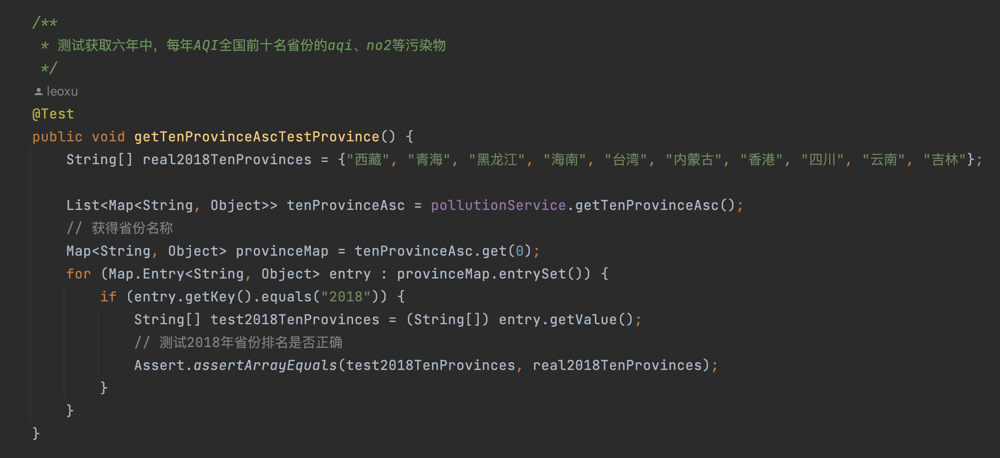 /**
 * 测试获取六年中，每年AQI全国前十名省份的aqi、no2等污染物
 */
leoxu
@Test
public void getTenProvinceAscTestProvince() {
    String[] real2018TenProvinces = {"西藏", "青海", "黑龙江", "海南", "台湾", "内蒙古", "香港", "四川", "云南", "吉林"};
    List<Map<String, Object>> tenProvinceAsc = pollutionService.getTenProvinceAsc();
    // 获得省份名称
    Map<String, Object> provinceMap = tenProvinceAsc.get(0);
    for (Map.Entry<String, Object> entry : provinceMap.entrySet()) {
        if (entry.getKey().equals("2018")) {
            String[] test2018TenProvinces = (String[]) entry.getValue();
            // 测试2018年省份排名是否正确
            Assert.assertArrayEquals(test2018TenProvinces, real2018TenProvinces);
        }
    }
}